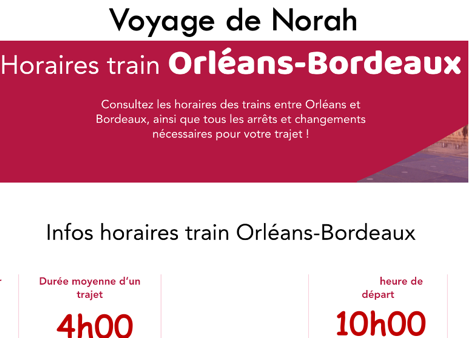 Voyage de Norah
Horaires train Orléans-Bordeaux
Consultez les horaires des trains entre Orléans et
Bordeaux, ainsi que tous les arrêts et changements
nécessaires pour votre trajet !
Infos horaires train Orléans-Bordeaux
Durée moyenne d’un
trajet
4h00
heure de
départ
10h00